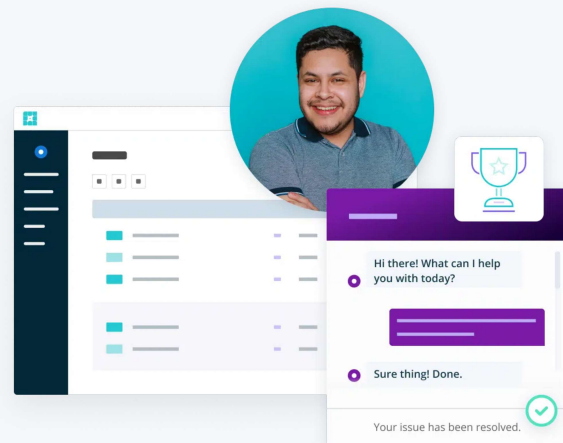 Hi there! What can I help
you with today?
Sure thing! Done.
Your issue has been resolved.